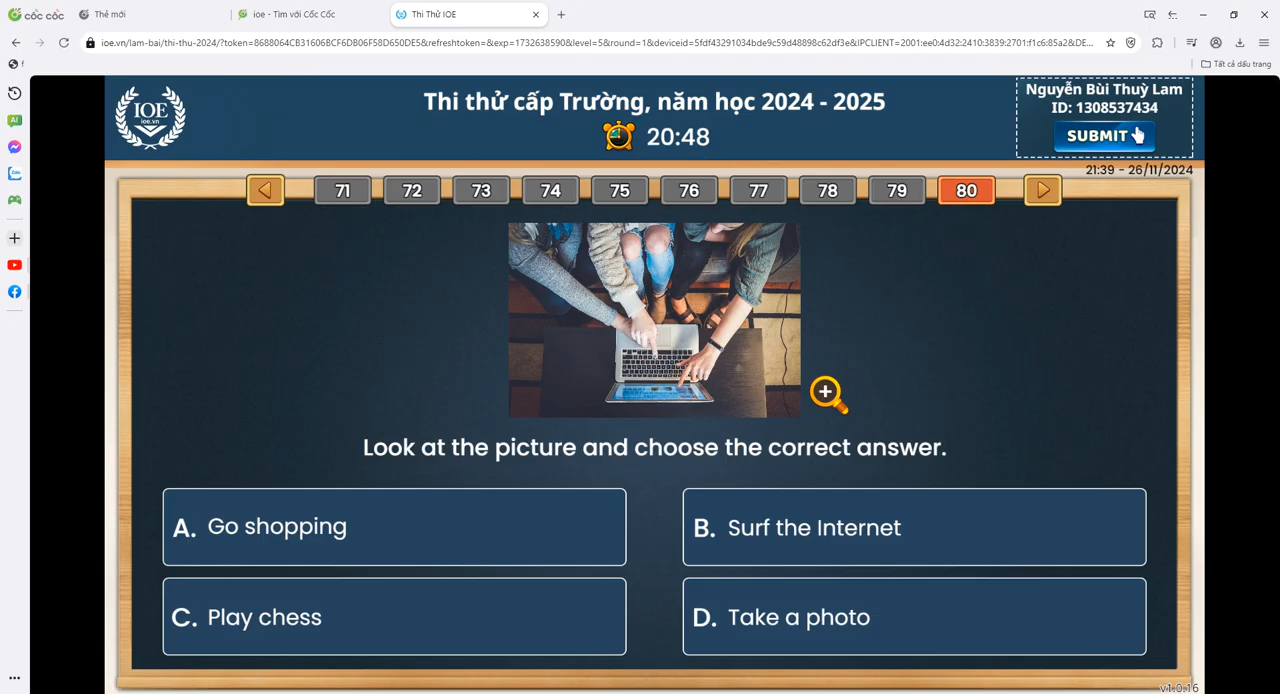 cốc cốc
Thẻ mới
ioe - Tìm với Cốc Cốc
Thi Thử IOE
ioe.vn/lam-bai/thi-thu-2024/?token=8688064CB31606BCF6DB06F58D650DE5&refreshtoken=&exp=1732638590&level=5&round=1&deviceid=5fdf43291034bde9c59d48898c62df3e&IPCLIENT=2001:ee0:4d32:2410:3839:2701:f1c6:85a2&DE...
f
Tất cả dấu trang
IOE
ioe.vn
Thi thử cấp Trường, năm học 2024 - 2025
20:48
Nguyễn Bùi Thuỳ Lam
ID: 1308537434
SUBMIT
21:39 - 26/11/2024
71 72 73 74 75 76 77 78 79 80
Look at the picture and choose the correct answer.
A. Go shopping
B. Surf the Internet
C. Play chess
D. Take a photo
v1.0.16
AI
Zalo